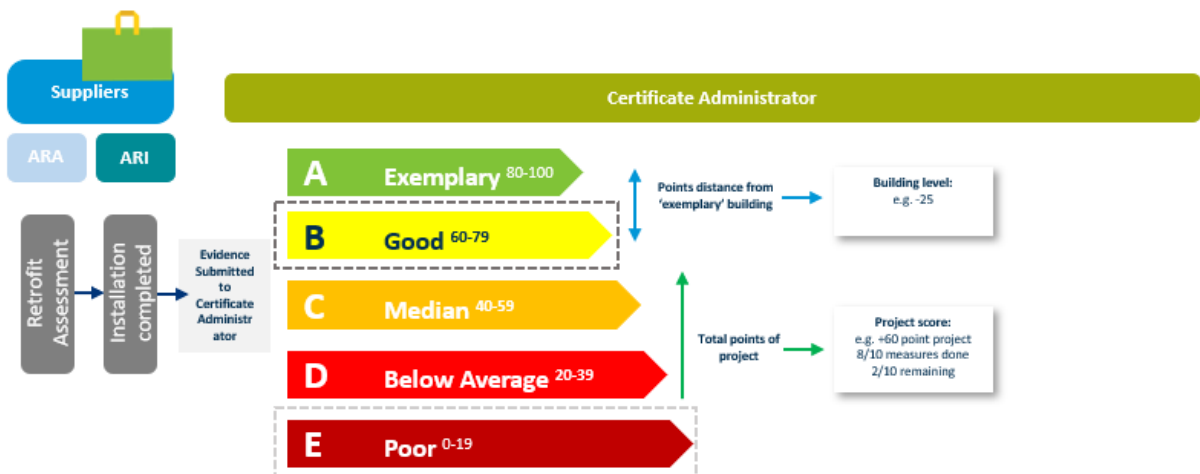 Suppliers
Certificate Administrator
ARA
ARI
Retrofit
Assessment
Installation
completed
Evidence
Submitted
to
Certificate
Administr
ator
A Exemplary 80-100
B Good 60-79
C Median 40-59
D Below Average 20-39
E Poor 0-19
Points distance from
‘exemplary’ building
Building level:
e.g. -25
Total points of
project
Project score:
e.g. +60 point project
8/10 measures done
2/10 remaining